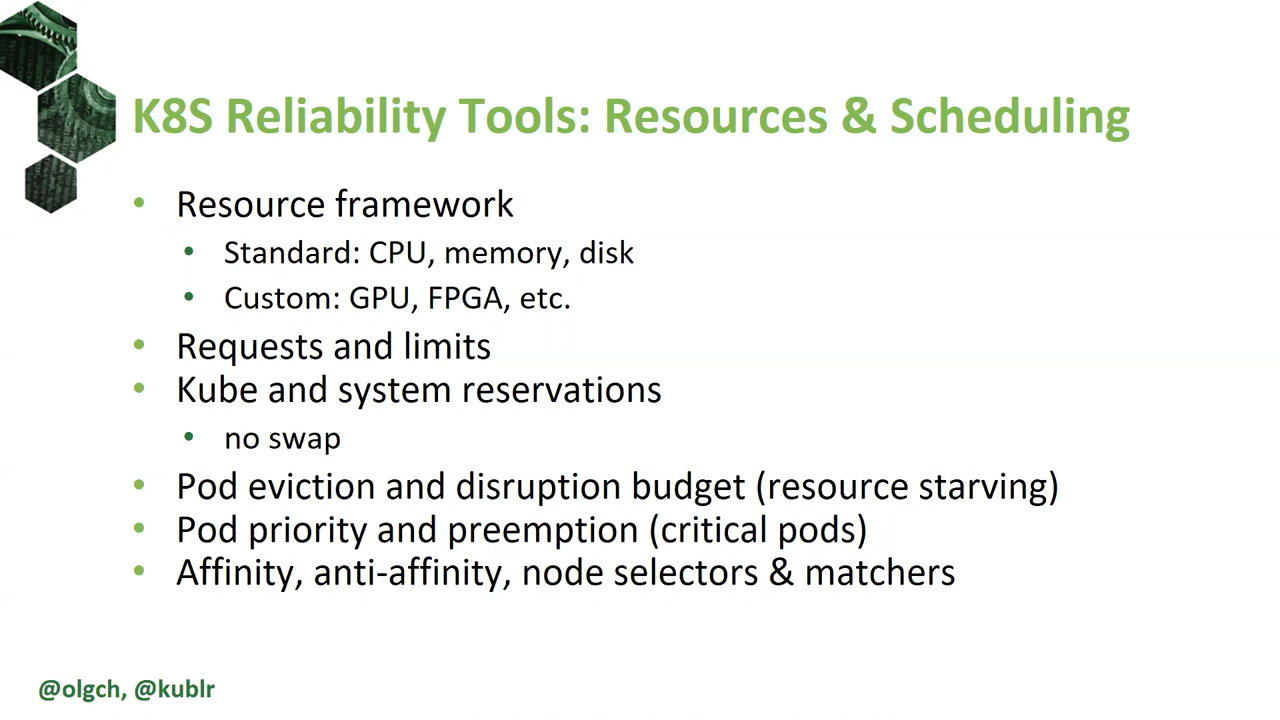 K8S Reliability Tools: Resources & Scheduling
• Resource framework
• Standard: CPU, memory, disk
• Custom: GPU, FPGA, etc.
• Requests and limits
• Kube and system reservations
• no swap
• Pod eviction and disruption budget (resource starving)
• Pod priority and preemption (critical pods)
• Affinity, anti-affinity, node selectors & matchers
@olgch, @kublr